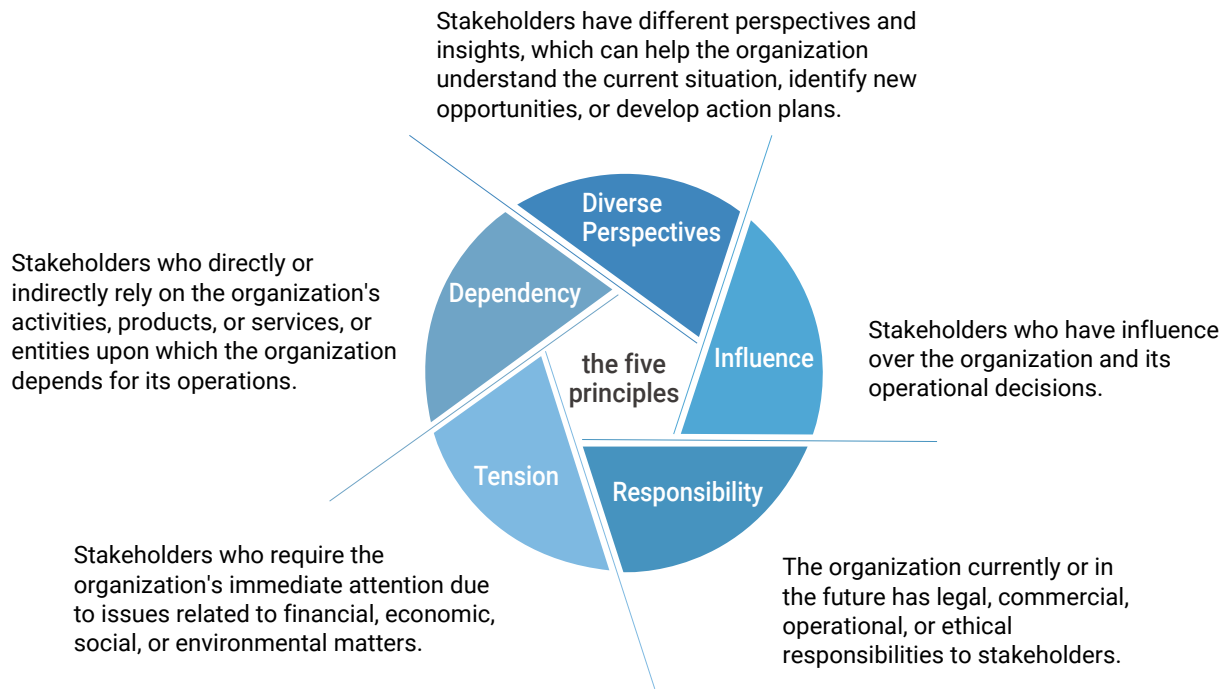 Stakeholders have different perspectives and
insights, which can help the organization
understand the current situation, identify new
opportunities, or develop action plans.
Diverse
Perspectives
Stakeholders who directly or
indirectly rely on the organization's
activities, products, or services, or
entities upon which the organization
depends for its operations.
Dependency
the five
principles
Influence
Stakeholders who have influence
over the organization and its
operational decisions.
Tension
Responsibility
Stakeholders who require the
organization's immediate attention due
to issues related to financial, economic,
social, or environmental matters.
The organization currently or in
the future has legal, commercial,
operational, or ethical
responsibilities to stakeholders.